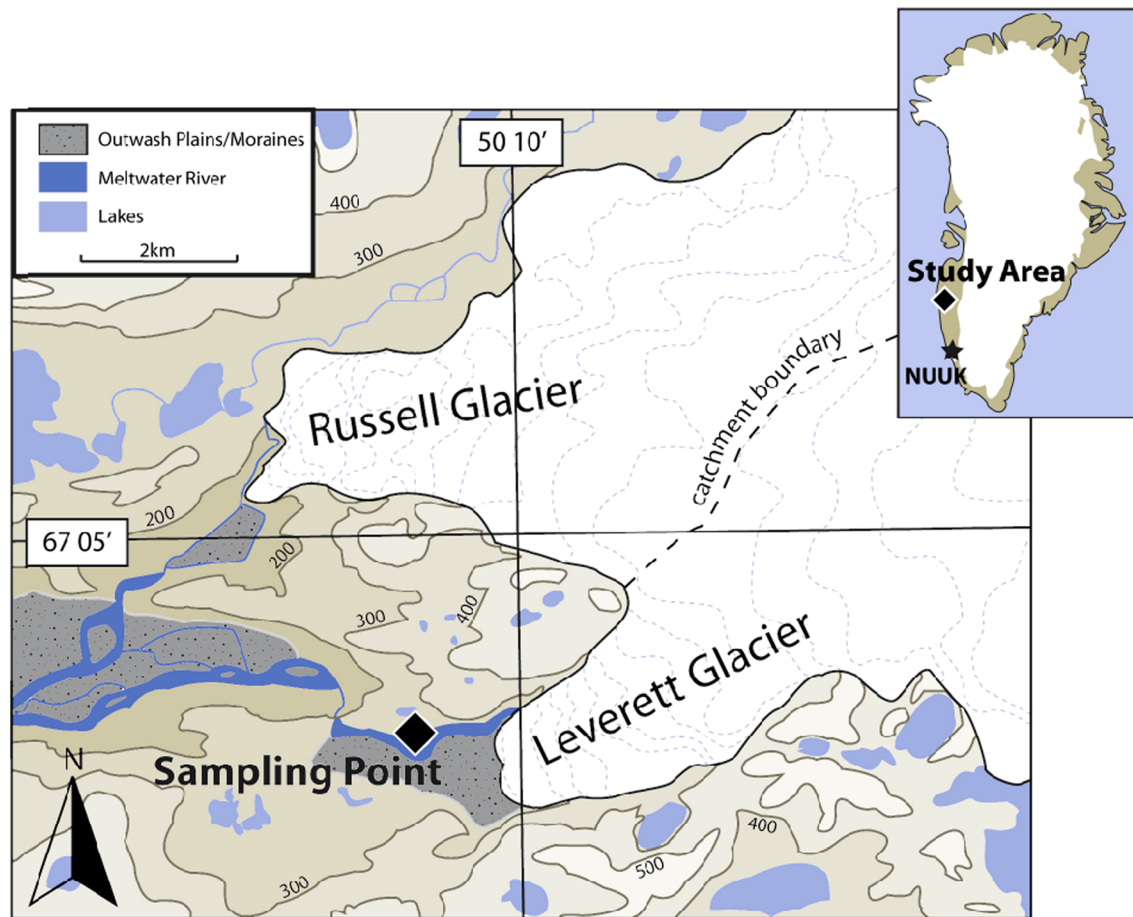 Outwash Plains/Moraines
Meltwater River
Lakes
2km
50 10'
400
300
Study Area
NUUK
catchment boundary
Russell Glacier
200
67 05'
200
300
400
Leverett Glacier
Sampling Point
N
300
400
500